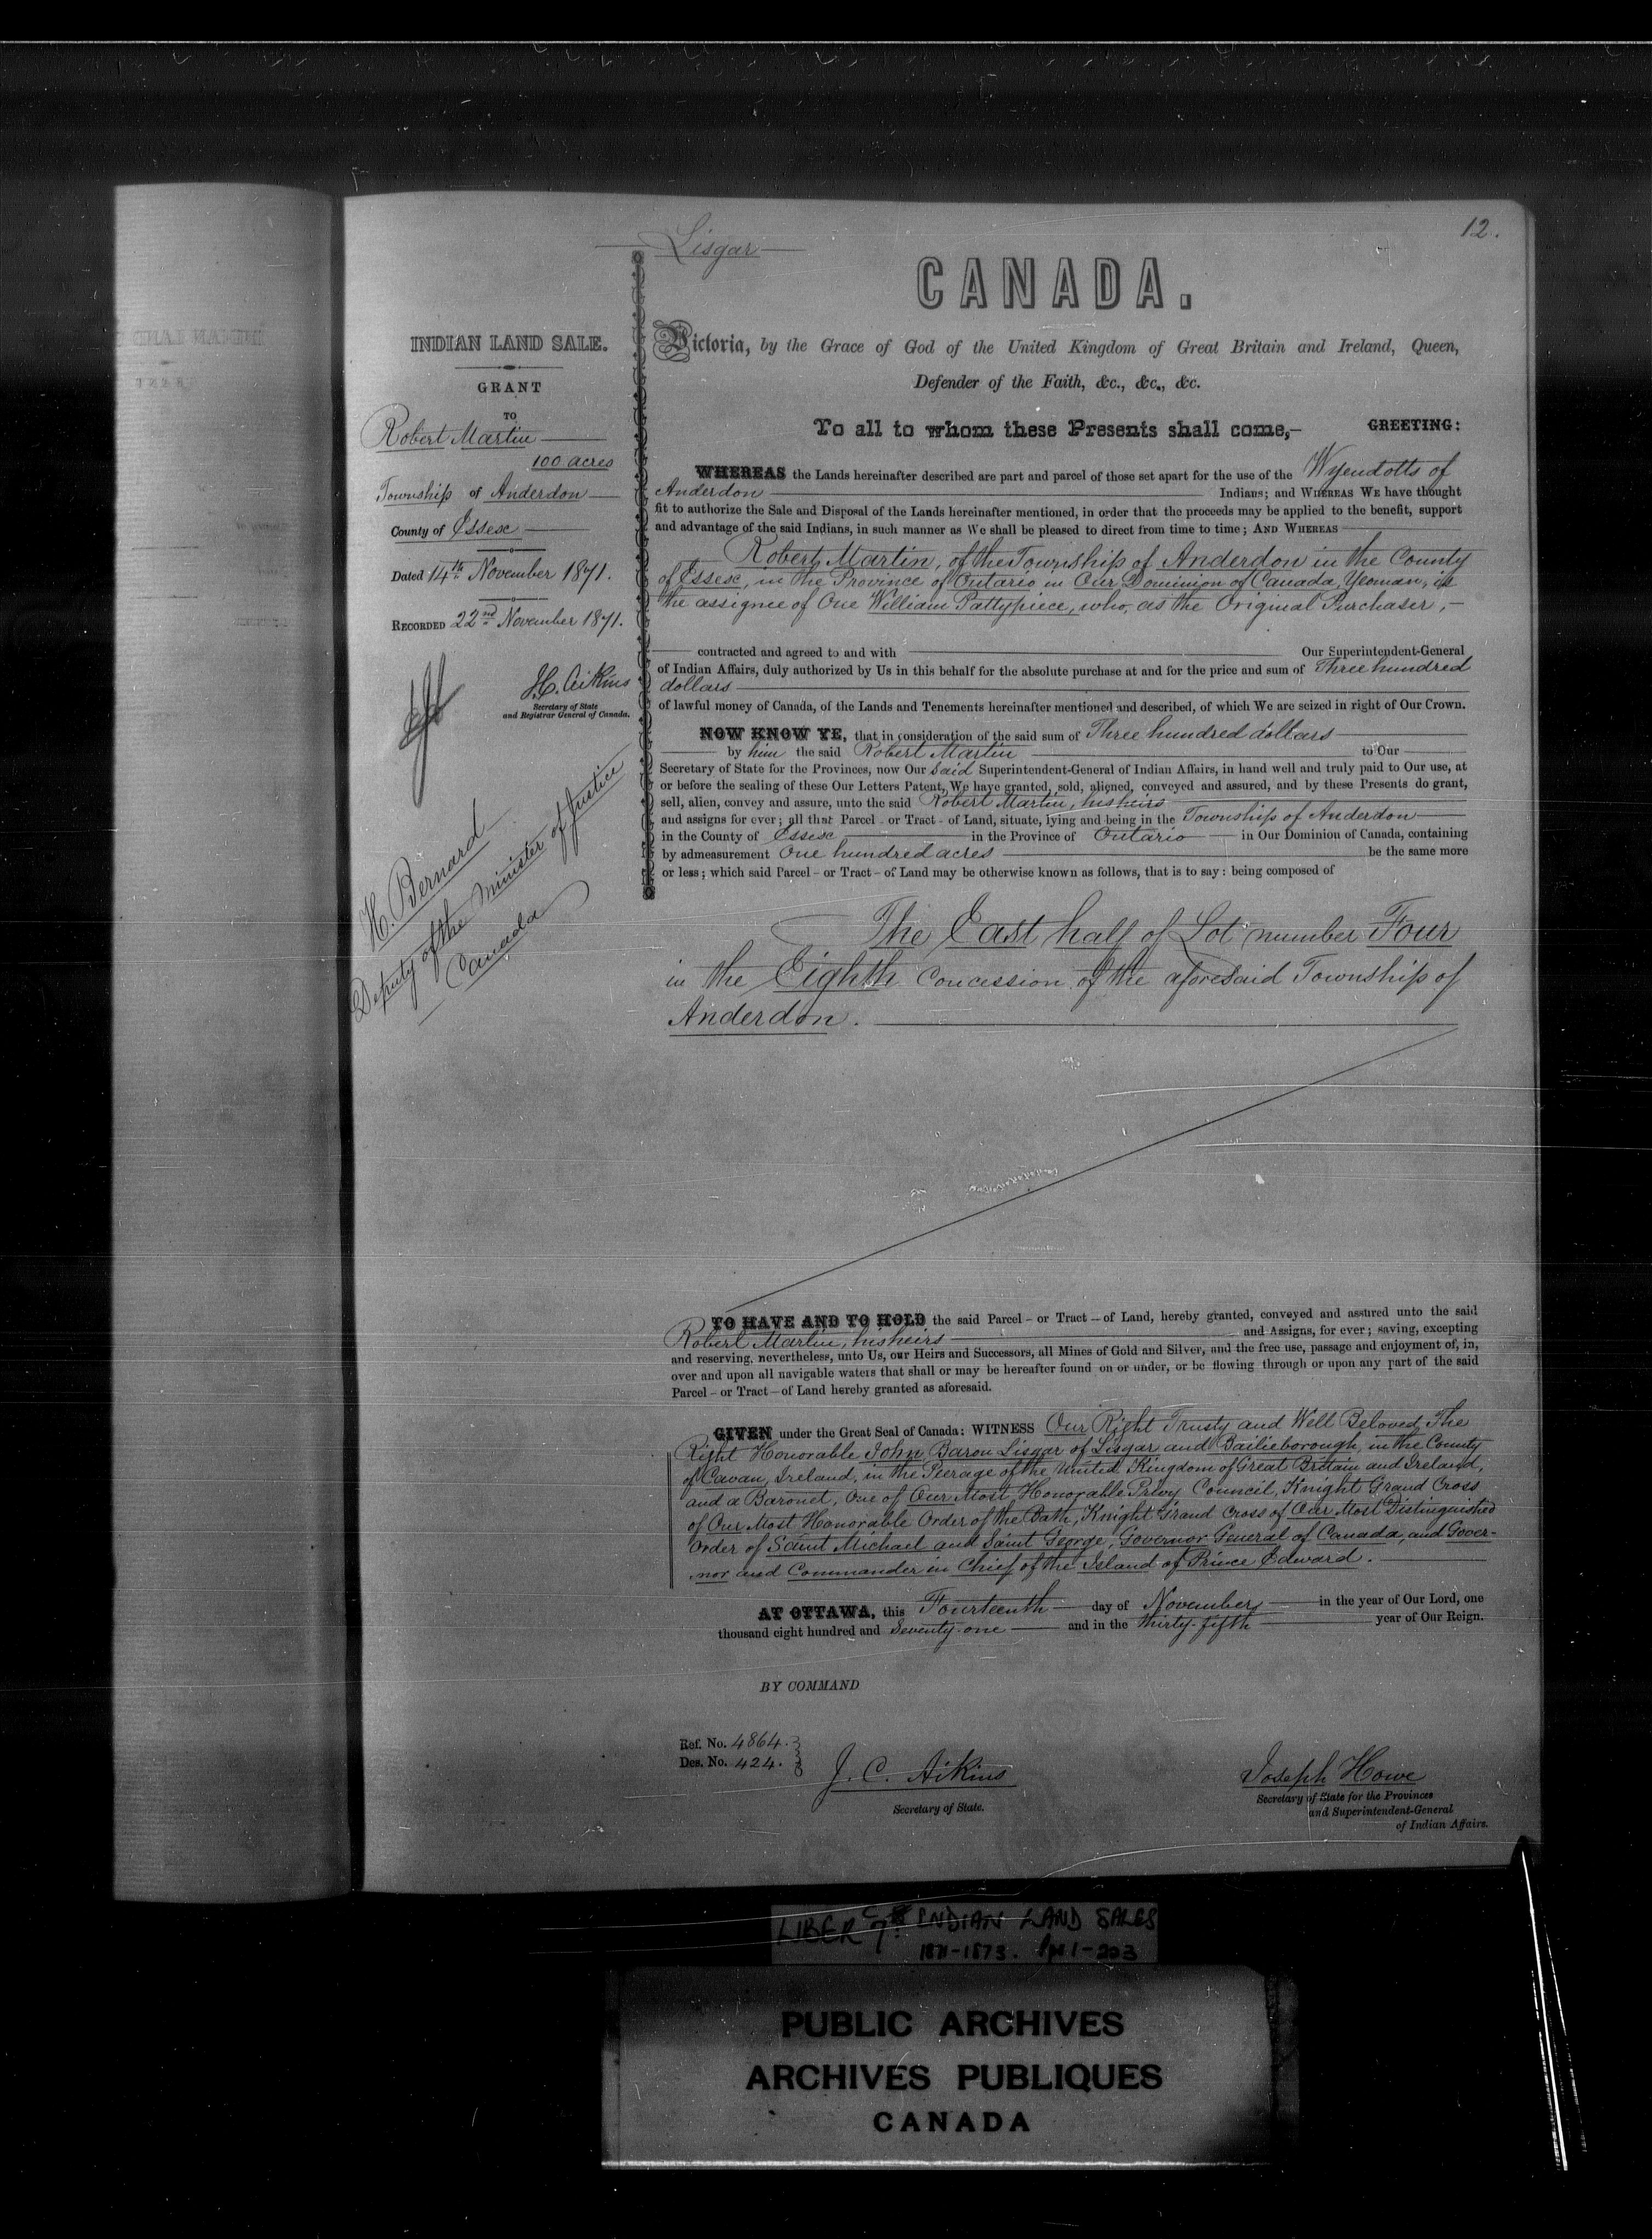 12.
Lisgar
CANADA.
INDIAN LAND SALE.
GRANT
TO
Robert Martin
100 acres
Township of Anderdon
County of Essex
Dated 14th November 1871.
RECORDED 22nd November 1871.
J.C. Aikins
Secretary of State
and Registrar General of Canada.
H. Bernard
Deputy of the Minister of Justice
Canada
Victoria, by the Grace of God of the United Kingdom of Great Britain and Ireland, Queen,
Defender of the Faith, &c., &c., &c.
To all to whom these Presents shall come,— GREETING:
WHEREAS the Lands hereinafter described are part and parcel of those set apart for the use of the Wyendotts of
Anderdon Indians; and WHEREAS WE have thought
fit to authorize the Sale and Disposal of the Lands hereinafter mentioned, in order that the proceeds may be applied to the benefit, support
and advantage of the said Indians, in such manner as We shall be pleased to direct from time to time; AND WHEREAS
Robert Martin, of the Township of Anderdon in the County
of Essex, in the Province of Ontario in Our Dominion of Canada, Yeoman, is
the assignee of One William Pattypiece, who, as the Original Purchaser,—
contracted and agreed to and with Our Superintendent-General
of Indian Affairs, duly authorized by Us in this behalf for the absolute purchase at and for the price and sum of Three hundred
dollars
of lawful money of Canada, of the Lands and Tenements hereinafter mentioned and described, of which We are seized in right of Our Crown.
NOW KNOW YE, that in consideration of the said sum of Three hundred dollars
by him the said Robert Martin to Our
Secretary of State for the Provinces, now Our said Superintendent-General of Indian Affairs, in hand well and truly paid to Our use, at
or before the sealing of these Our Letters Patent, We have granted, sold, aliened, conveyed and assured, and by these Presents do grant,
sell, alien, convey and assure, unto the said Robert Martin, his heirs
and assigns for ever; all that Parcel - or Tract - of Land, situate, lying and being in the Township of Anderdon
in the County of Essex in the Province of Ontario in Our Dominion of Canada, containing
by admeasurement One hundred acres be the same more
or less; which said Parcel - or Tract - of Land may be otherwise known as follows, that is to say: being composed of
The East half of Lot number Four
in the Eighth Concession of the aforesaid Township of
Anderdon.
TO HAVE AND TO HOLD the said Parcel - or Tract - of Land, hereby granted, conveyed and assured unto the said
Robert Martin, his heirs and Assigns, for ever; saving, excepting
and reserving, nevertheless, unto Us, our Heirs and Successors, all Mines of Gold and Silver, and the free use, passage and enjoyment of, in,
over and upon all navigable waters that shall or may be hereafter found on or under, or be flowing through or upon any part of the said
Parcel - or Tract - of Land hereby granted as aforesaid.
GIVEN under the Great Seal of Canada: WITNESS Our Right Trusty and Well Beloved, The
Right Honorable John Baron Lisgar of Lisgar and Bailieborough, in the County
of Cavan, Ireland, in the Peerage of the United Kingdom of Great Britain and Ireland,
and a Baronet, One of Our Most Honorable Privy Council, Knight Grand Cross
of Our Most Honorable Order of the Bath, Knight Grand Cross of Our Most Distinguished
Order of Saint Michael and Saint George, Governor General of Canada, and Gover-
nor and Commander in Chief of the Island of Prince Edward.
AT OTTAWA, this Fourteenth day of November in the year of Our Lord, one
thousand eight hundred and Seventy-one and in the thirty-fifth year of Our Reign.
BY COMMAND
Ref. No. 4864.
Des. No. 424.
J. C. Aikins
Secretary of State.
Joseph Howe
Secretary of State for the Provinces
and Superintendent-General
of Indian Affairs.
LIBER C 7th INDIAN LAND SALES
1871-1873. Pps 1-203
PUBLIC ARCHIVES
ARCHIVES PUBLIQUES
CANADA